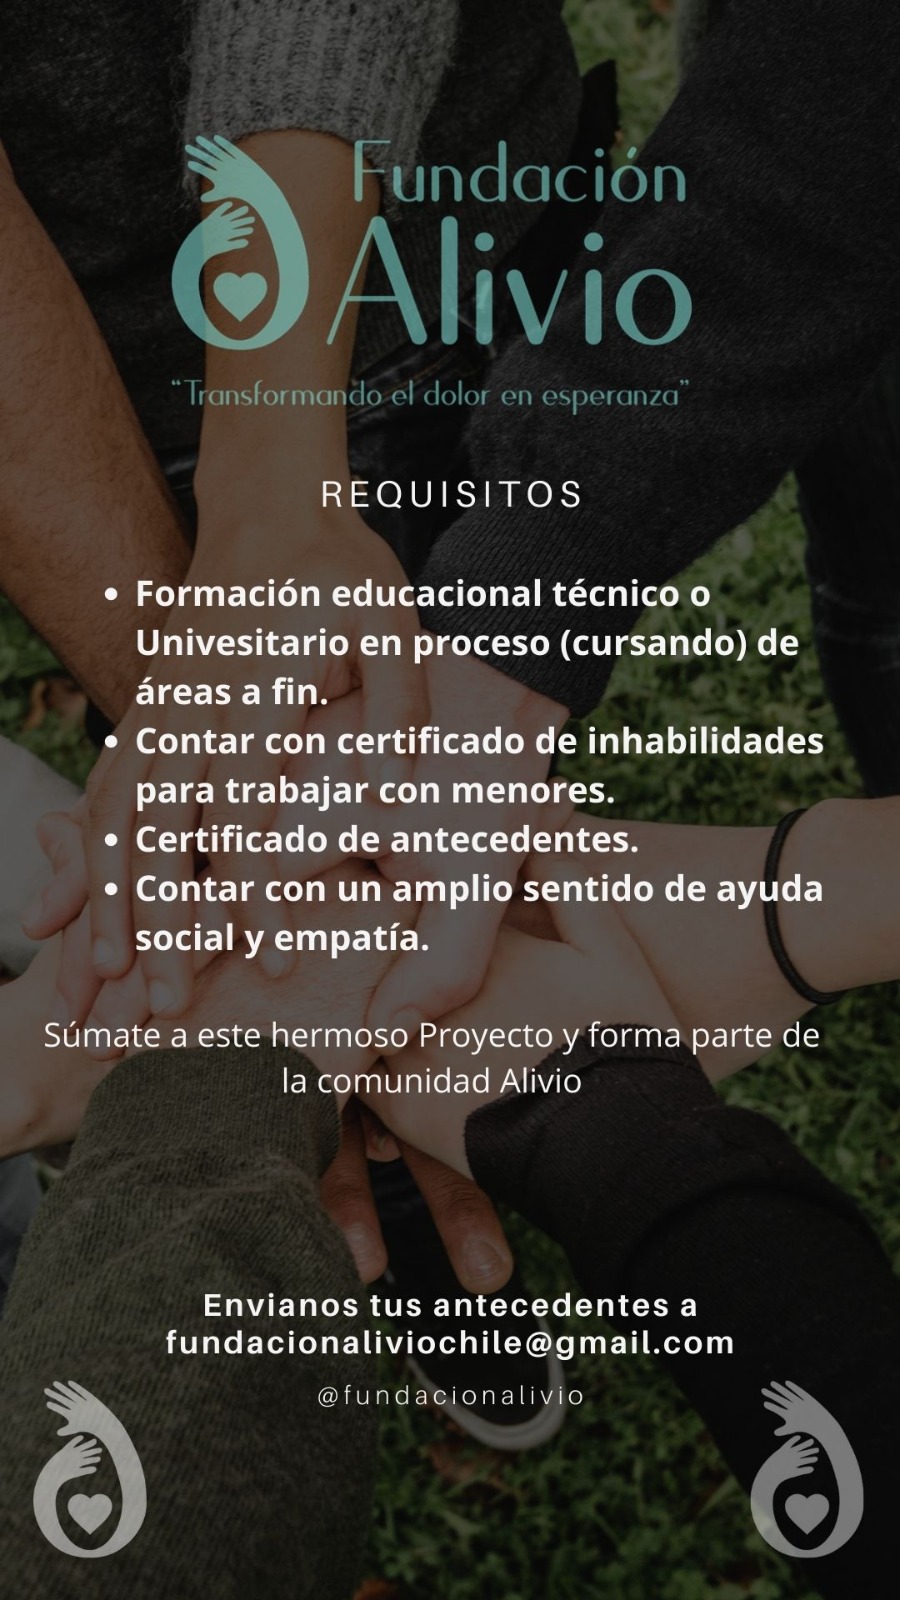 Fundación
Alivio
“Transformando el dolor en esperanza”
REQUISITOS
• Formación educacional técnico o
Univesitario en proceso (cursando) de
áreas a fin.
• Contar con certificado de inhabilidades
para trabajar con menores.
• Certificado de antecedentes.
• Contar con un amplio sentido de ayuda
social y empatía.
Súmate a este hermoso Proyecto y forma parte de
la comunidad Alivio
Envianos tus antecedentes a
fundacionaliviochile@gmail.com
@fundacionalivio